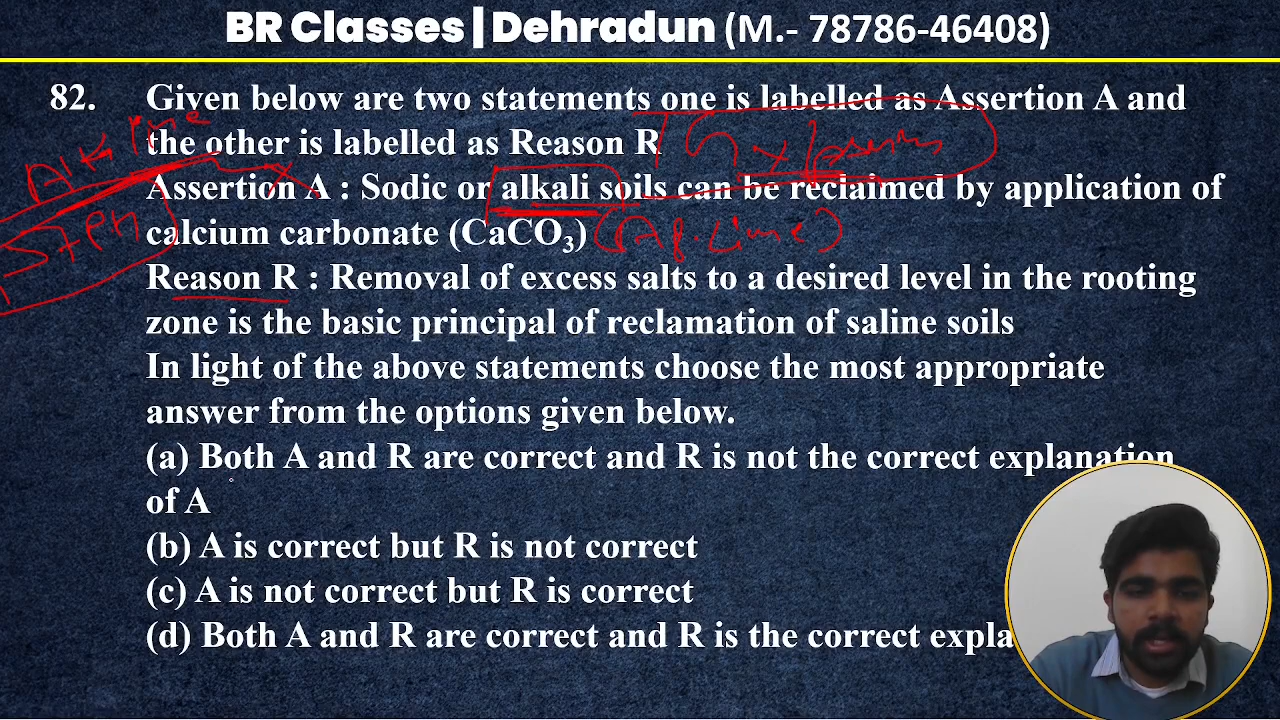 BR Classes | Dehradun (M.- 78786-46408)
82. Given below are two statements one is labelled as Assertion A and
the other is labelled as Reason R
Assertion A : Sodic or alkali soils can be reclaimed by application of
calcium carbonate (CaCO₃) (Ag. Lime)
Reason R : Removal of excess salts to a desired level in the rooting
zone is the basic principal of reclamation of saline soils
In light of the above statements choose the most appropriate
answer from the options given below.
(a) Both A and R are correct and R is not the correct explanation
of A
(b) A is correct but R is not correct
(c) A is not correct but R is correct
(d) Both A and R are correct and R is the correct expla
Alkline